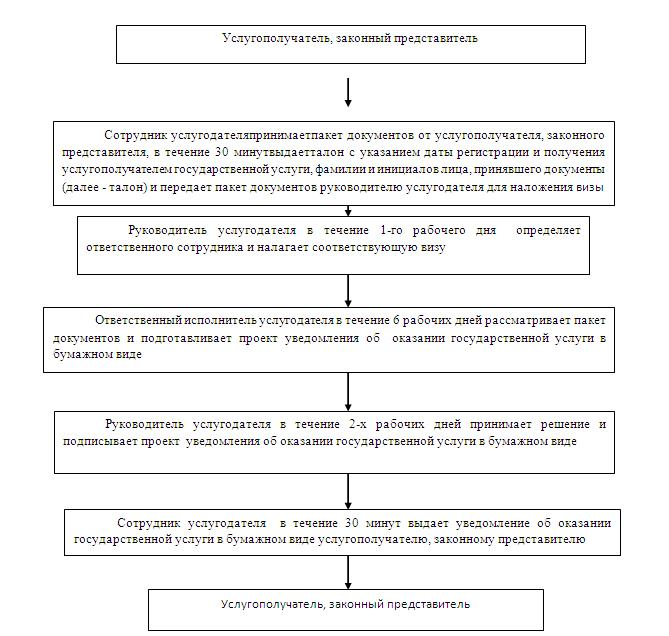 Услугополучатель, законный представитель
Сотрудник услугодателяпринимаетпакет документов от услугополучателя, законного
представителя, в течение 30 минутвыдаетталон с указанием даты регистрации и получения
услугополучателем государственной услуги, фамилии и инициалов лица, принявшего документы
(далее - талон) и передает пакет документов руководителю услугодателя для наложения визы
Руководитель услугодателя в течение 1-го рабочего дня определяет
ответственного сотрудника и налагает соответствующую визу
Ответственный исполнитель услугодателя в течение 6 рабочих дней рассматривает пакет
документов и подготавливает проект уведомления об оказании государственной услуги в
бумажном виде
Руководитель услугодателя в течение 2-х рабочих дней принимает решение и
подписывает проект уведомления об оказании государственной услуги в бумажном виде
Сотрудник услугодателя в течение 30 минут выдает уведомление об оказании
государственной услуги в бумажном виде услугополучателю, законному представителю
Услугополучатель, законный представитель